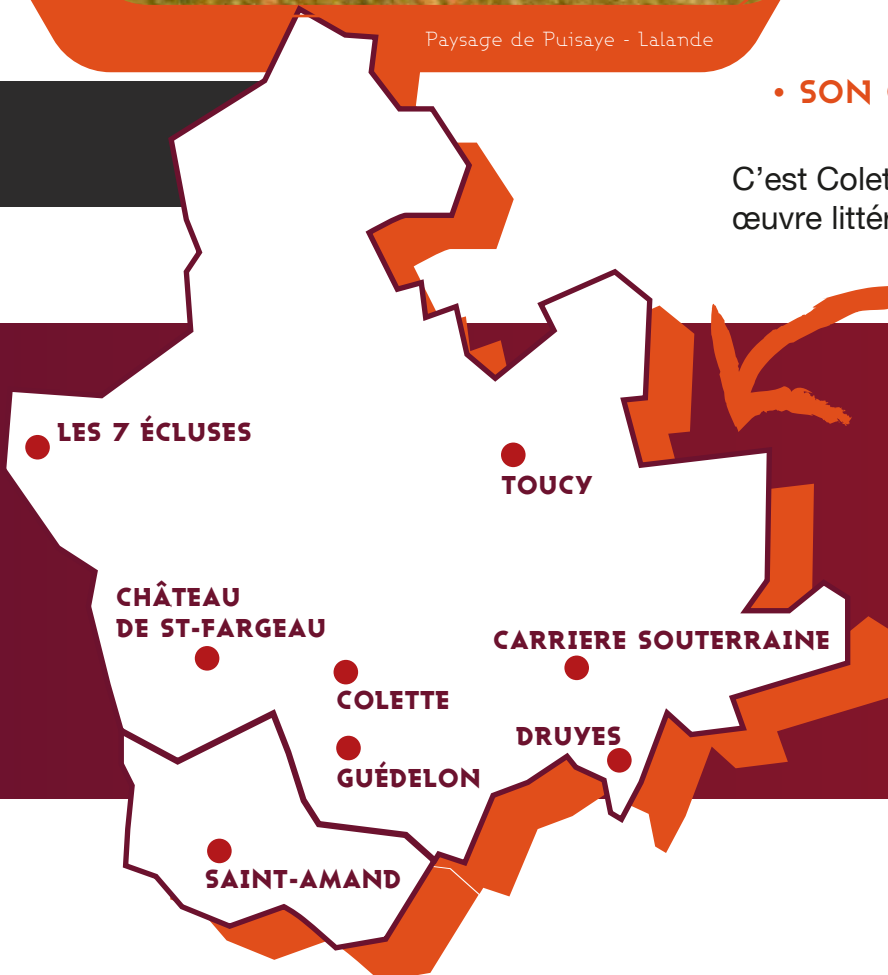 Paysage de Puisaye - Lalande
• SON
C'est Colet
œuvre littér
LES 7 ÉCLUSES
TOUCY
CHÂTEAU
DE ST-FARGEAU
CARRIERE SOUTERRAINE
COLETTE
DRUYES
GUÉDELON
SAINT-AMAND